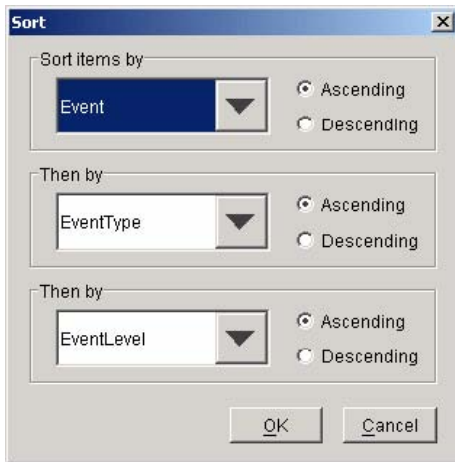 Sort
Sort items by
Event
Ascending
Descending
Then by
EventType
Ascending
Descending
Then by
EventLevel
Ascending
Descending
OK
Cancel